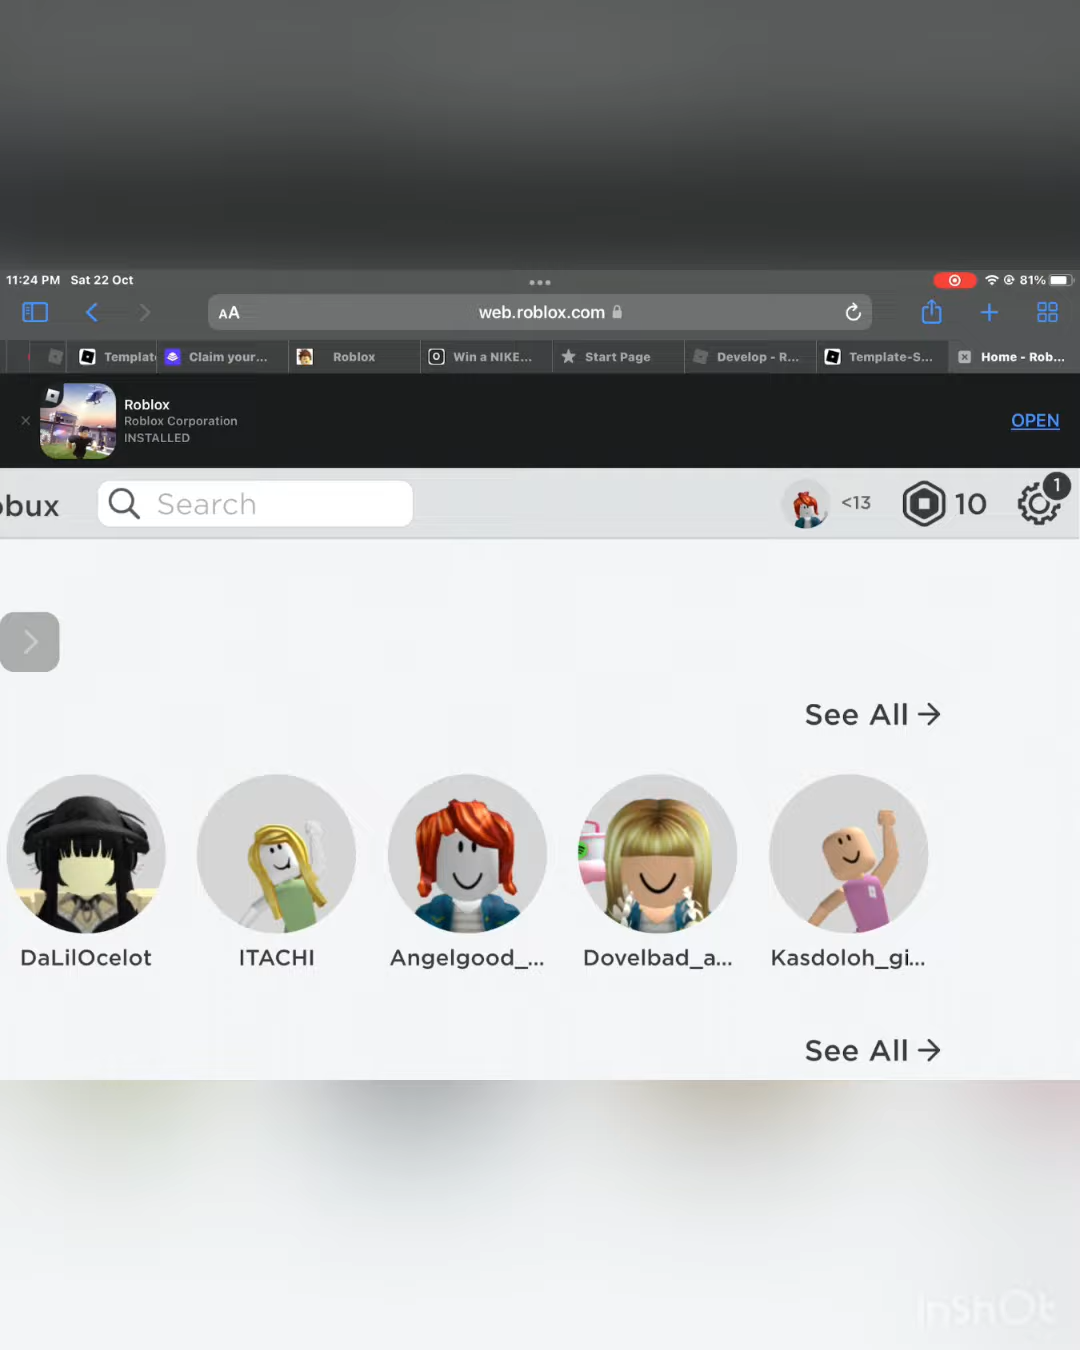 11:24 PM Sat 22 Oct
81%
AA
web.roblox.com
Templat
Claim your...
Roblox
Win a NIKE...
Start Page
Develop - R...
Template-S...
Home - Rob...
Roblox
Roblox Corporation
INSTALLED
OPEN
obux
Search
<13
10
1
See All →
DaLilOcelot
ITACHI
Angelgood_...
Dovelbad_a...
Kasdoloh_gi...
See All →
InShOt